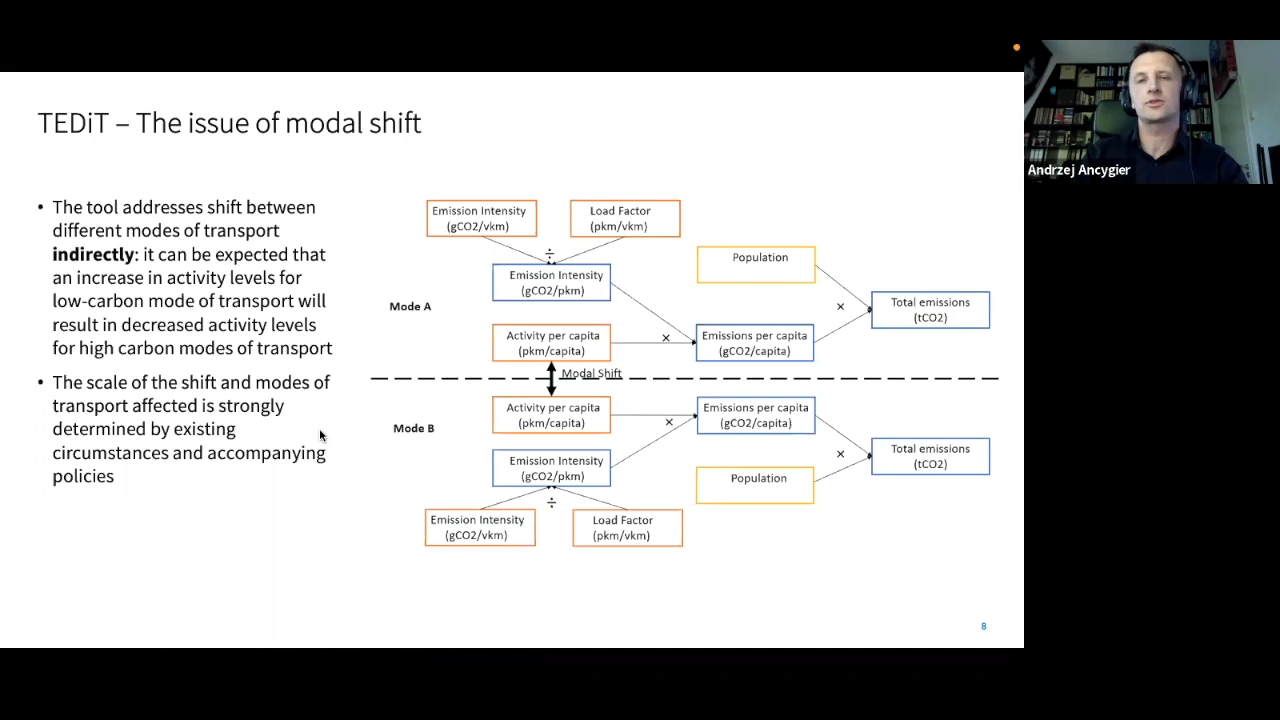 TEDiT – The issue of modal shift
• The tool addresses shift between
different modes of transport
indirectly: it can be expected that
an increase in activity levels for
low-carbon mode of transport will
result in decreased activity levels
for high carbon modes of transport
• The scale of the shift and modes of
transport affected is strongly
determined by existing
circumstances and accompanying
policies
Emission Intensity
(gCO2/vkm)
Load Factor
(pkm/vkm)
÷
Emission Intensity
(gCO2/pkm)
Population
Mode A
×
Total emissions
(tCO2)
Activity per capita
(pkm/capita)
×
Emissions per capita
(gCO2/capita)
Modal Shift
Mode B
Activity per capita
(pkm/capita)
×
Emissions per capita
(gCO2/capita)
Emission Intensity
(gCO2/pkm)
×
Total emissions
(tCO2)
Population
÷
Emission Intensity
(gCO2/vkm)
Load Factor
(pkm/vkm)
8
Andrzej Ancygier